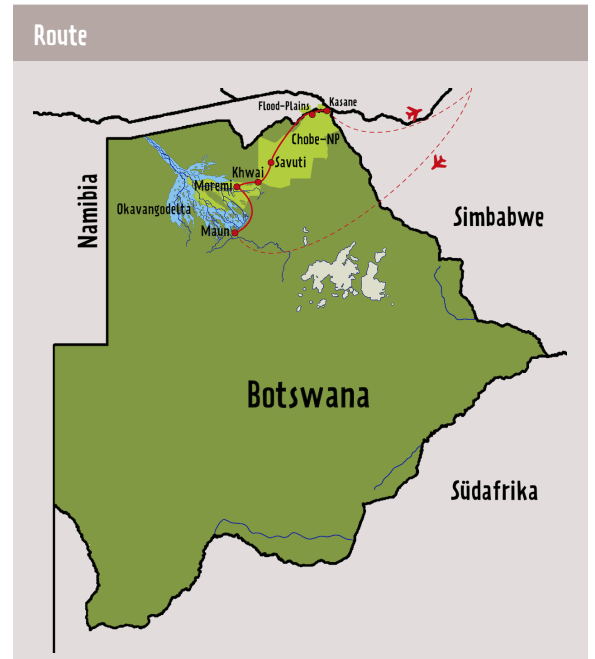 Route
Kasane
Flood-Plains
Chobe-NP
Savuti
Khwai
Moremi
Okavangodelta
Maun
Namibia
Simbabwe
Botswana
Südafrika